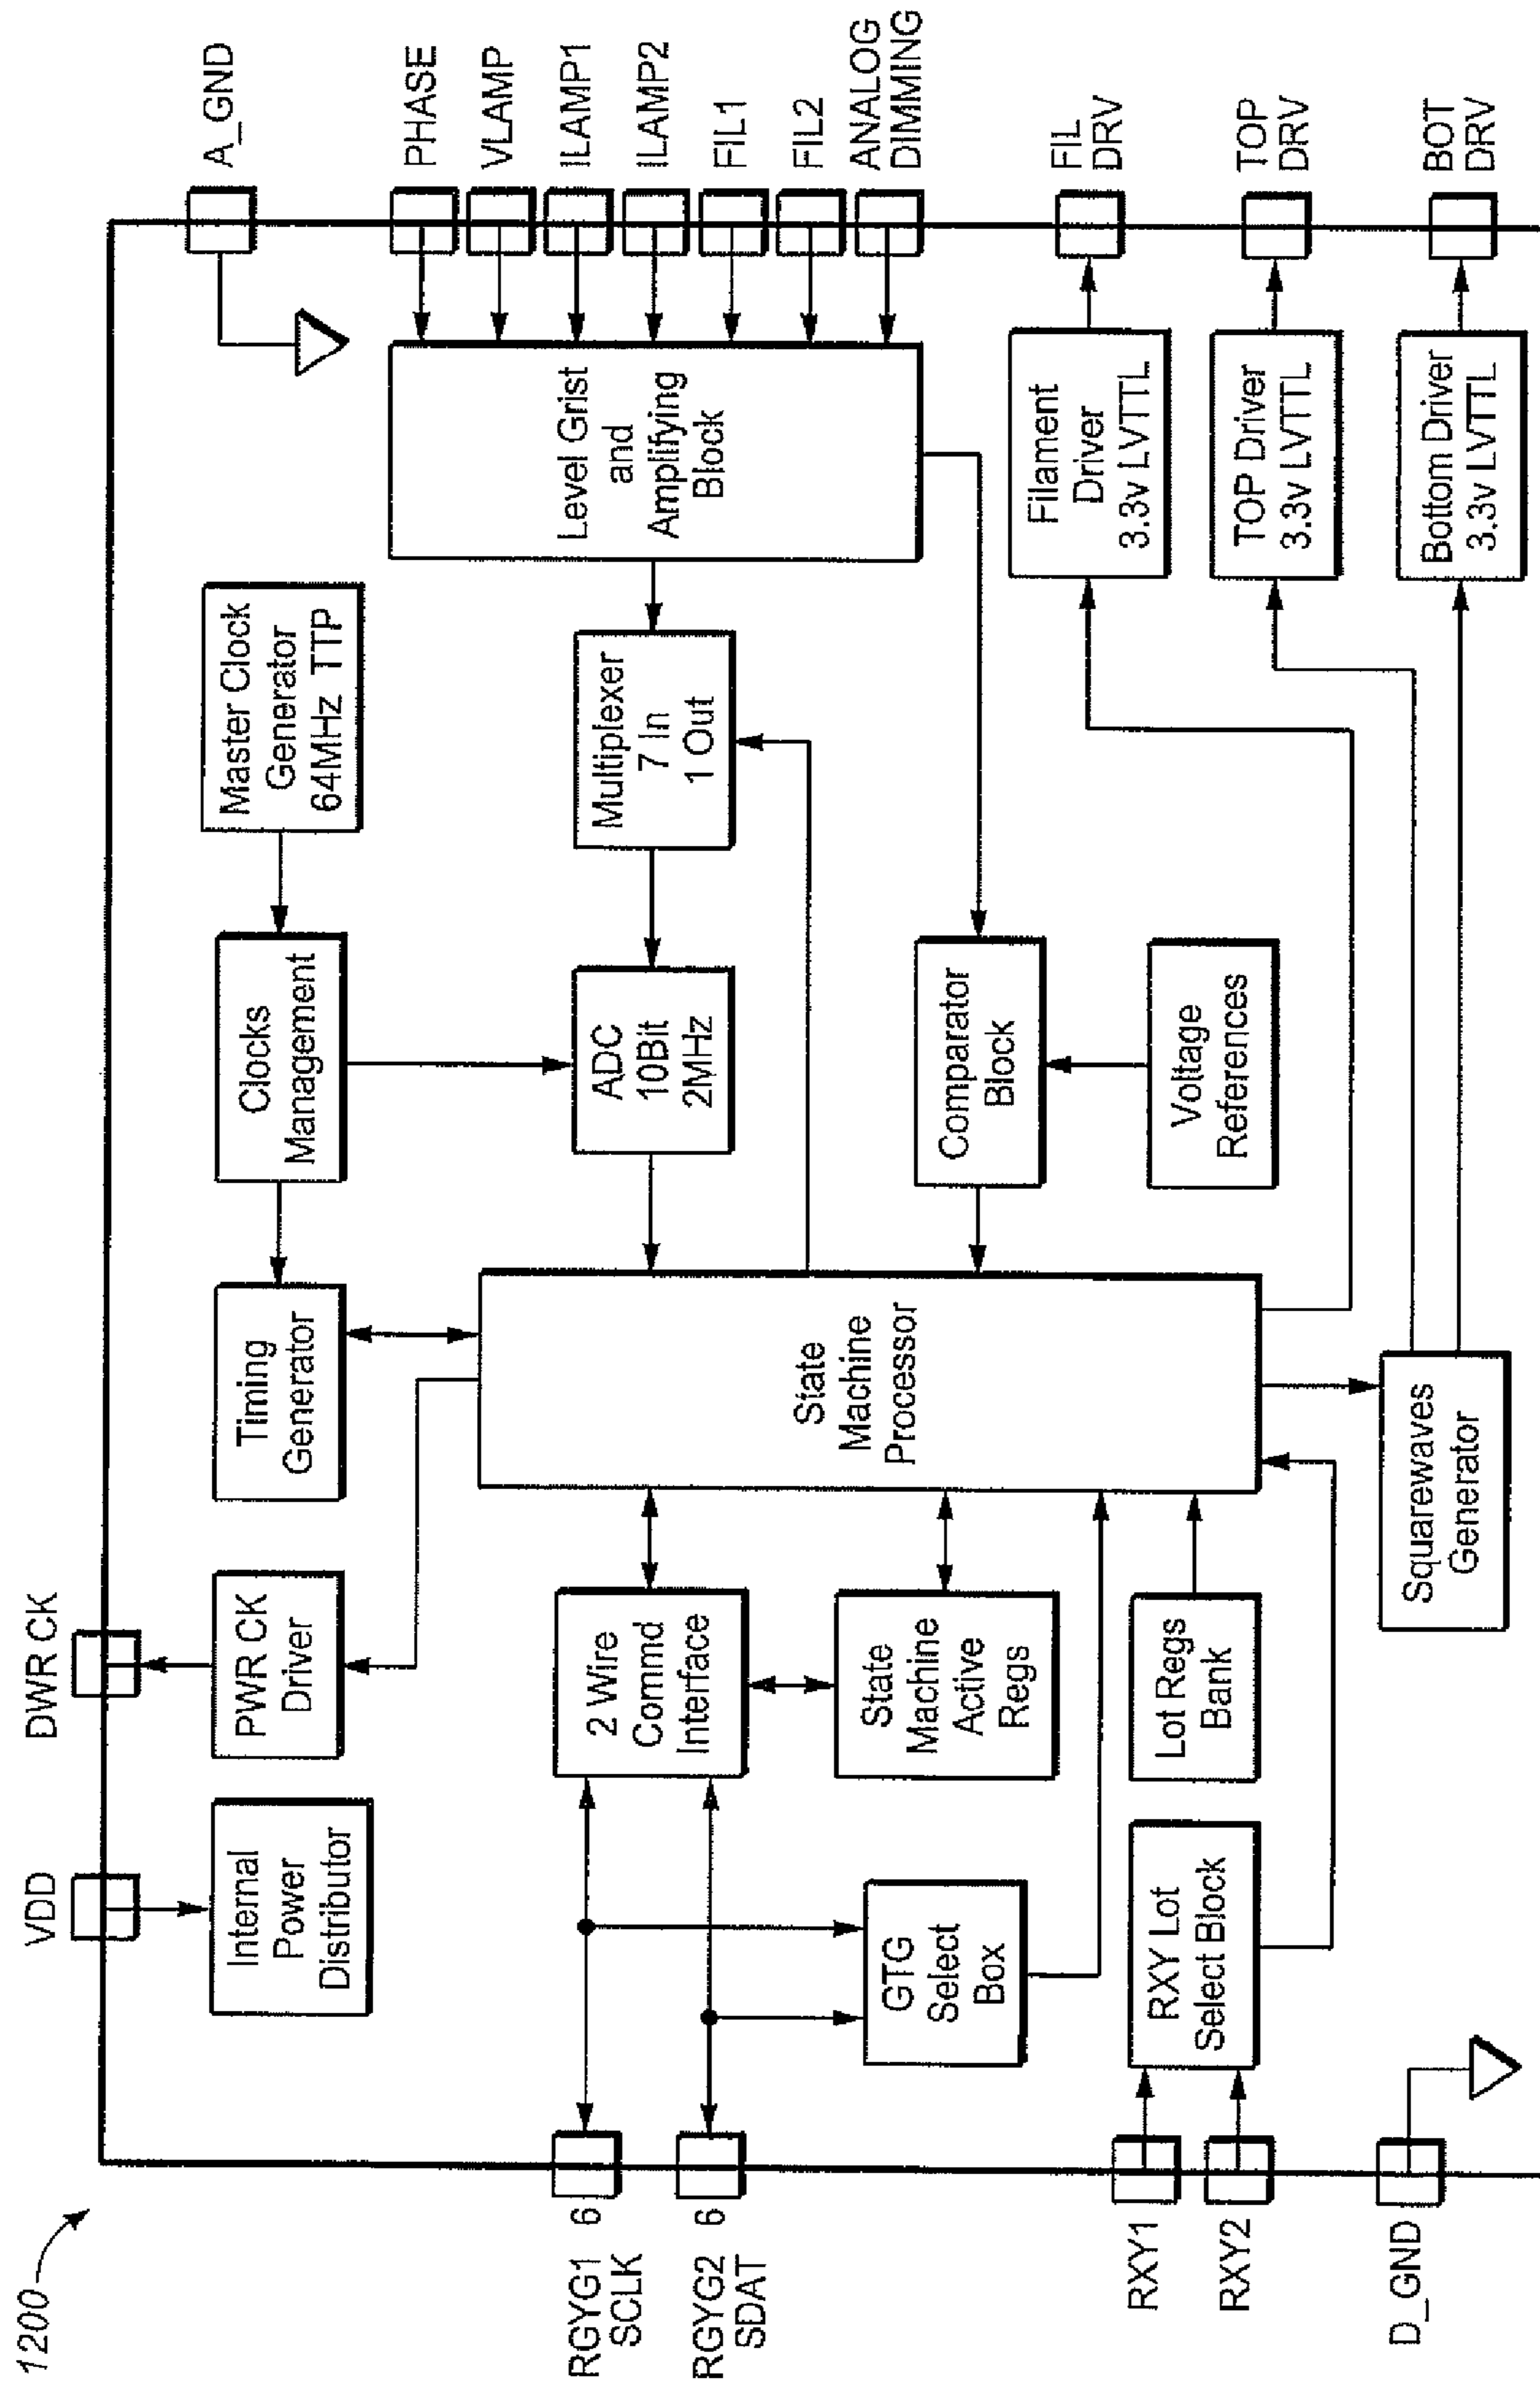 1200
VDD
DWR CK
A_GND
Internal
Power
Distributor
PWR CK
Driver
Timing
Generator
Clocks
Management
Master Clock
Generator
64MHz TTP
PHASE
VLAMP
ILAMP1
ILAMP2
FIL1
FIL2
ANALOG
DIMMING
RGYG1 6
SCLK
RGYG2 6
SDAT
2 Wire
Commd
Interface
State
Machine
Processor
ADC
10Bit
2MHz
Multiplexer
7 In
1 Out
Level Grist
and
Amplifying
Block
State
Machine
Active
Regs
GTG
Select
Box
Comparator
Block
Filament
Driver
3.3v LVTTL
FIL
DRV
RXY1
RXY2
RXY Lot
Select Block
Lot Regs
Bank
Voltage
References
TOP Driver
3.3v LVTTL
TOP
DRV
D_GND
Squarewaves
Generator
Bottom Driver
3.3v LVTTL
BOT
DRV